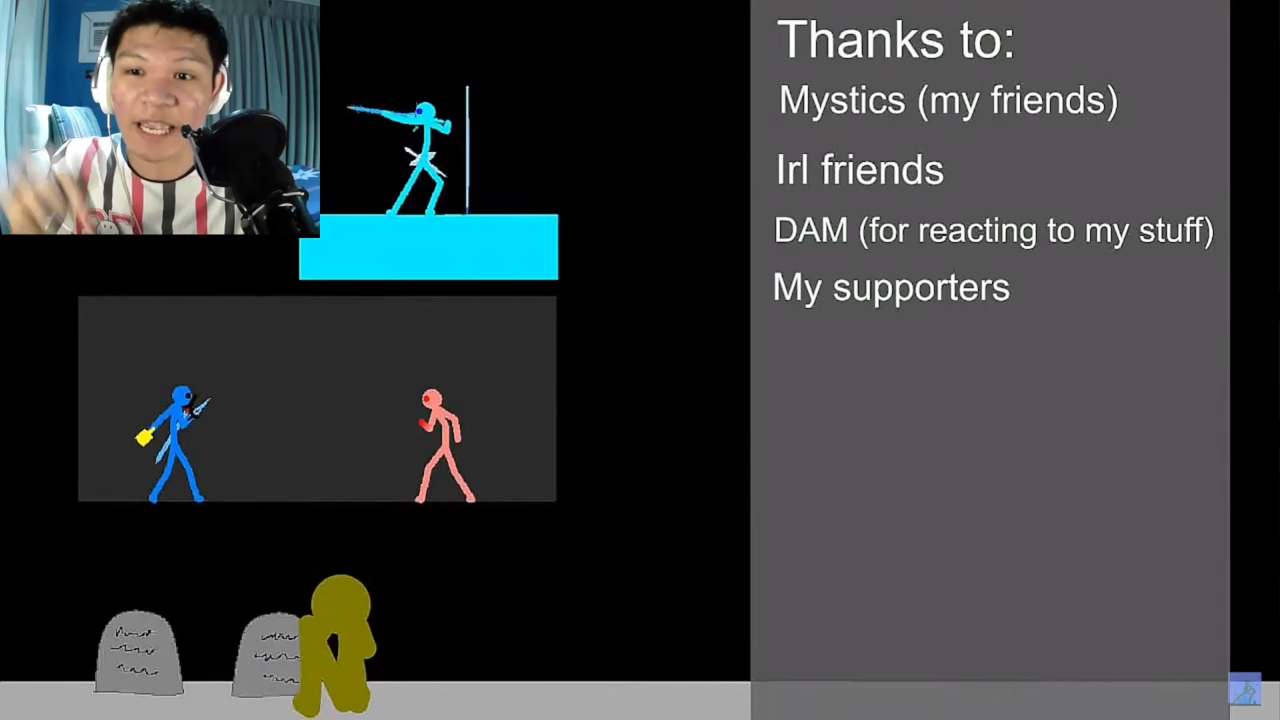 Thanks to:
Mystics (my friends)
Irl friends
DAM (for reacting to my stuff)
My supporters